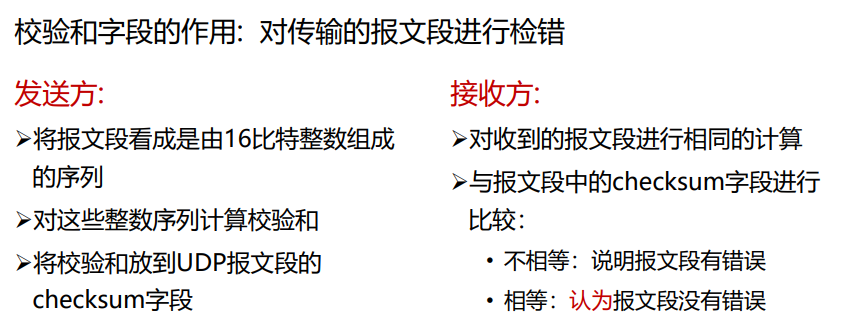 校验和字段的作用：对传输的报文段进行检错
发送方:
➢将报文段看成是由16比特整数组成
的序列
➢对这些整数序列计算校验和
➢将校验和放到UDP报文段的
checksum字段
接收方:
➢对收到的报文段进行相同的计算
➢与报文段中的checksum字段进行
比较：
• 不相等：说明报文段有错误
• 相等：认为报文段没有错误